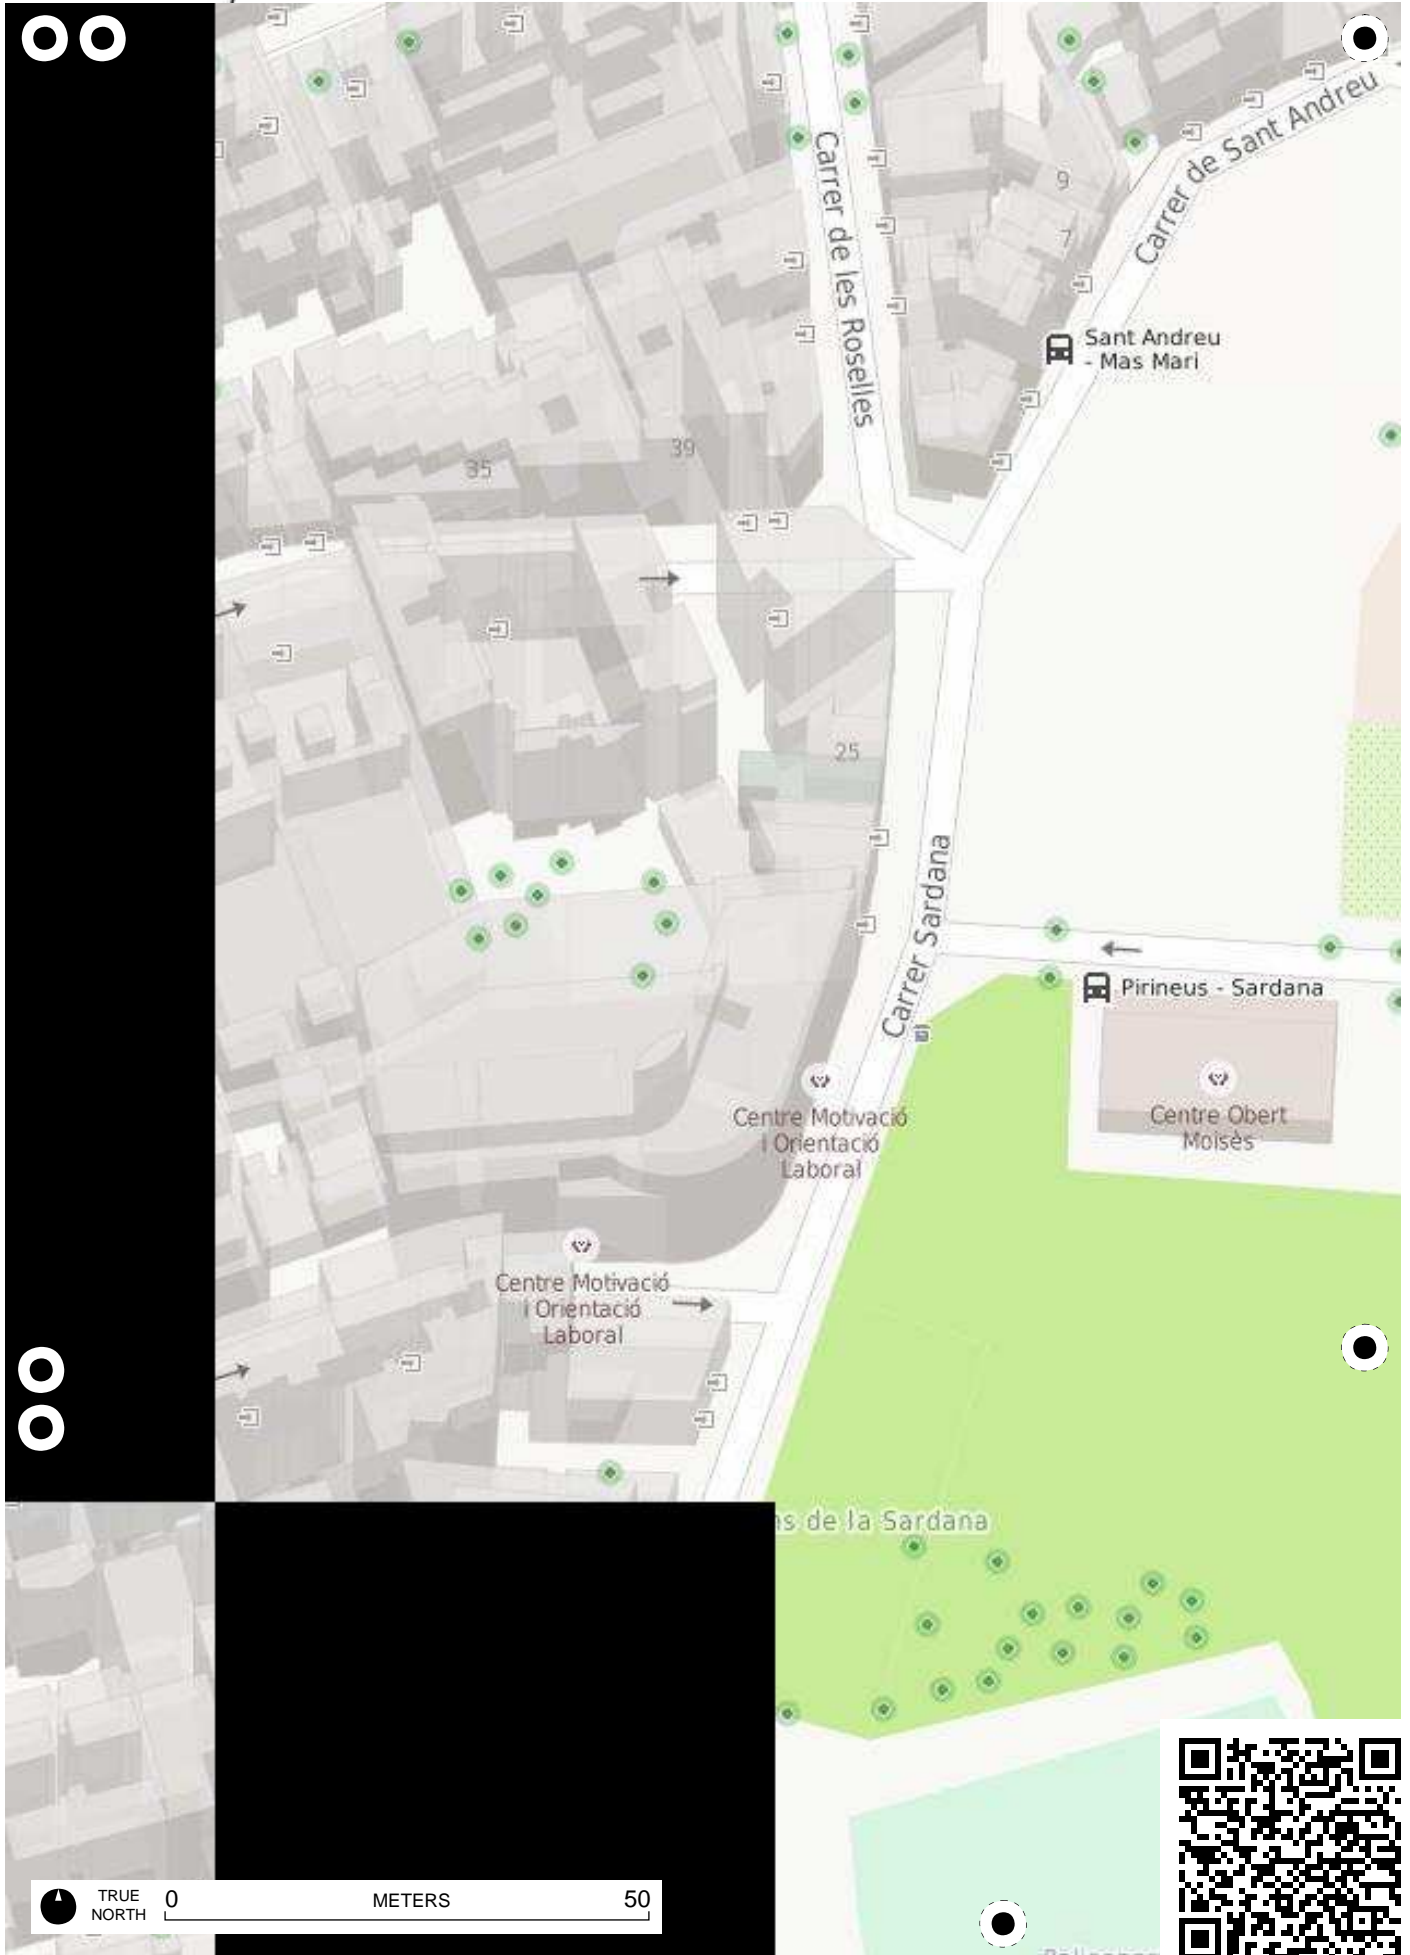 Carrer de les Roselles
Carrer de Sant Andreu
9
7
Sant Andreu
- Mas Mari
39
35
25
Carrer Sardana
Pirineus - Sardana
Centre Motivació
i Orientació
Laboral
Centre Obert
Moisès
Centre Motivació
i Orientació
Laboral
de la Sardana
TRUE
NORTH
0
METERS
50